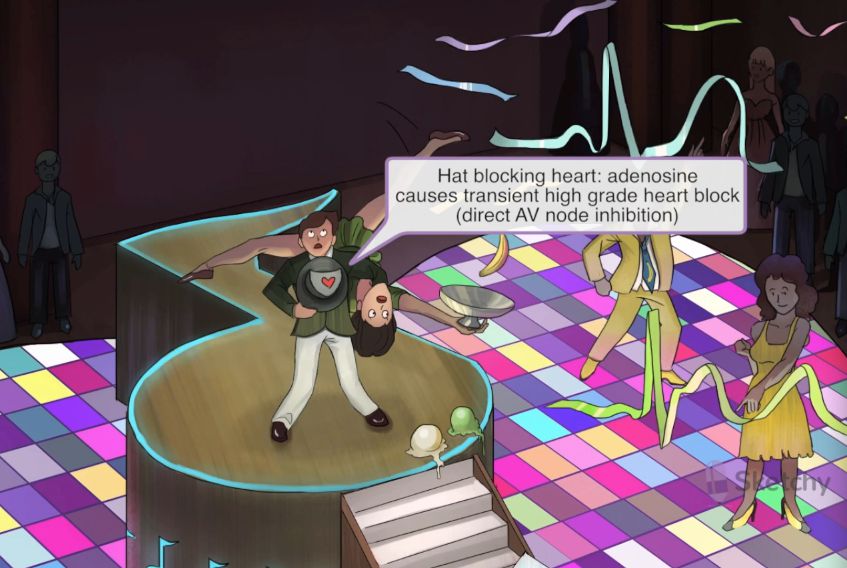 Hat blocking heart: adenosine
causes transient high grade heart block
(direct AV node inhibition)
Sketchy